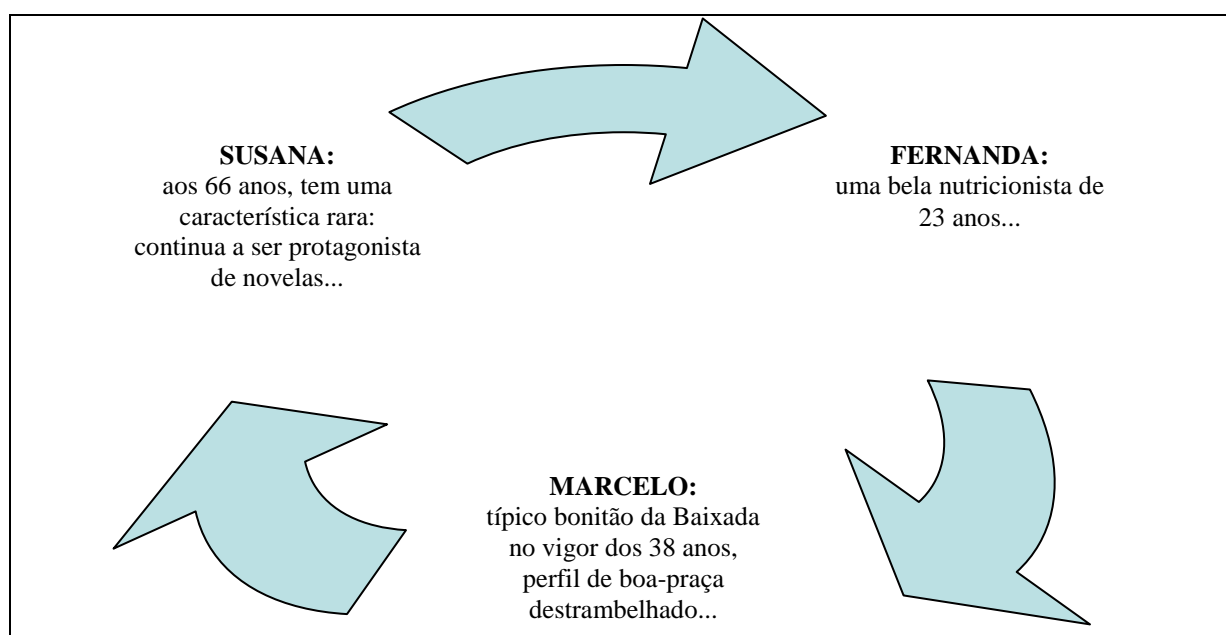 SUSANA:
aos 66 anos, tem uma
característica rara:
continua a ser protagonista
de novelas...
FERNANDA:
uma bela nutricionista de
23 anos...
MARCELO:
típico bonitão da Baixada
no vigor dos 38 anos,
perfil de boa-praça
destrambelhado...